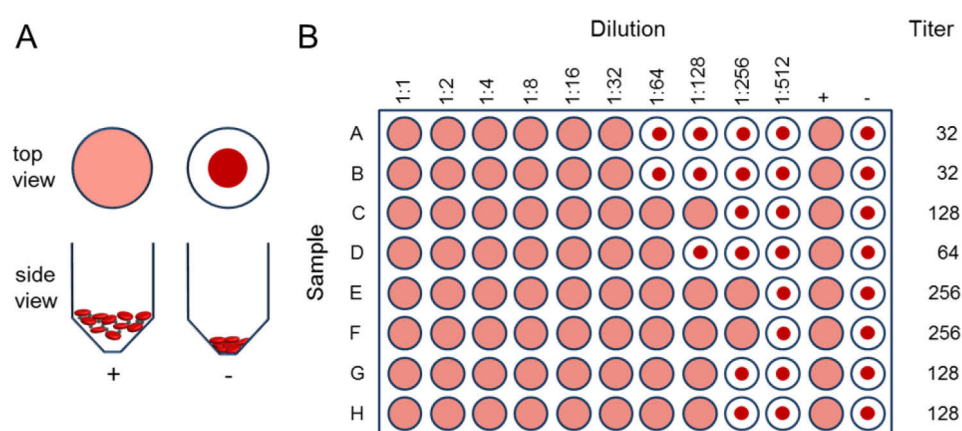 A
top
view
side
view
+ -
B
Dilution
Titer
1:1 1:2 1:4 1:8 1:16 1:32 1:64 1:128 1:256 1:512 + -
Sample
A 32
B 32
C 128
D 64
E 256
F 256
G 128
H 128